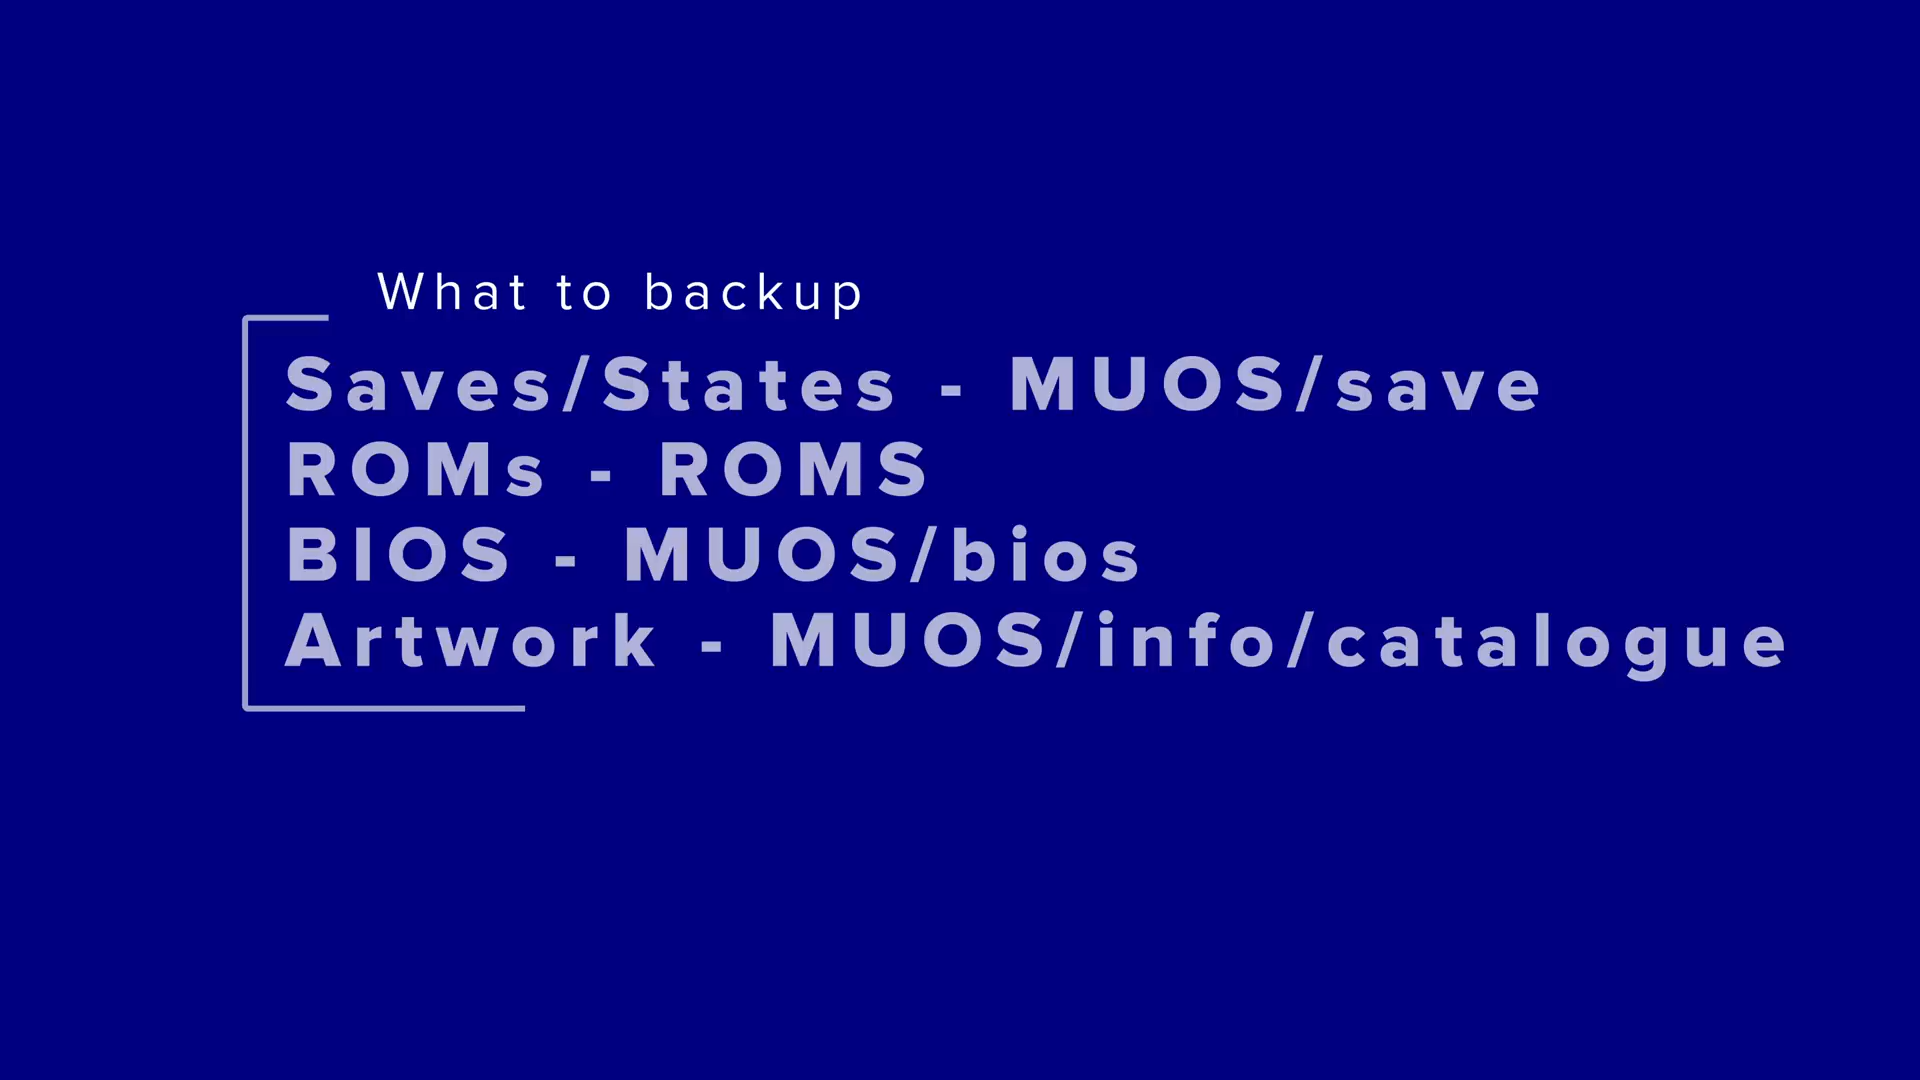 What to backup
Saves/States - MUOS/save
ROMs - ROMS
BIOS - MUOS/bios
Artwork - MUOS/info/catalogue